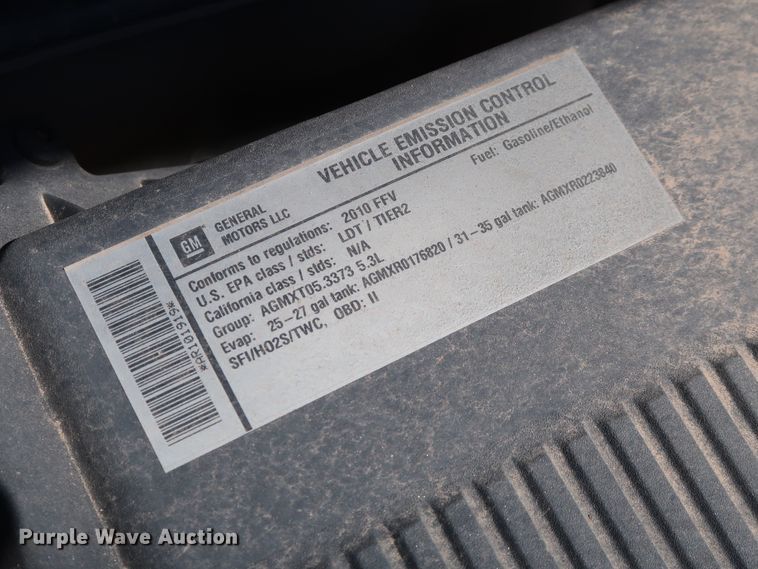 VEHICLE EMISSION CONTROL
INFORMATION
GM
GENERAL
MOTORS LLC
Fuel: Gasoline/Ethanol
Conforms to regulations: 2010 FFV
U.S. EPA class / stds: LDT / TIER2
California class / stds: N/A
Group: AGMXT05.3373 5.3L
Evap: 25-27 gal tank: AGMXR0176820 / 31-35 gal tank: AGMXR0223840
SFI/HO2S/TWC, OBD: II
*AR101919*
Purple Wave Auction